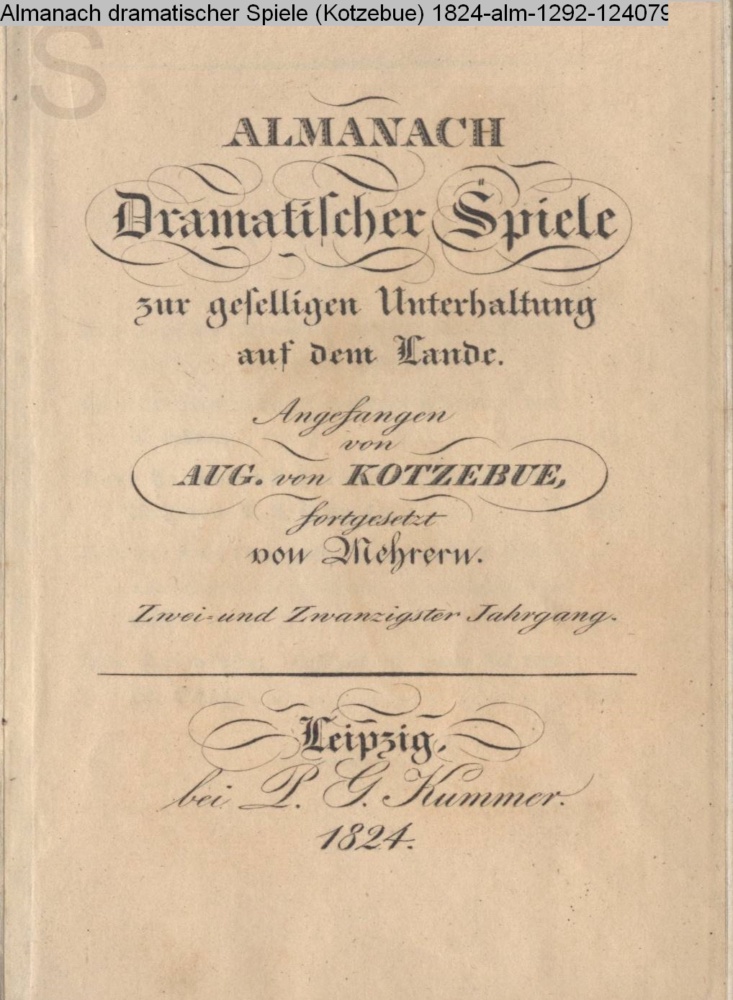 Almanach dramatischer Spiele (Kotzebue) 1824-alm-1292-124079
ALMANACH
Dramatiſcher Spiele
zur geſelligen Unterhaltung
auf dem Lande.
Angefangen
von
AUG. von KOTZEBUE,
fortgesetzt
von Mehrern.
Zwei-und Zwanzigster Jahrgang.
Leipzig,
bei P. G. Kummer.
1824.